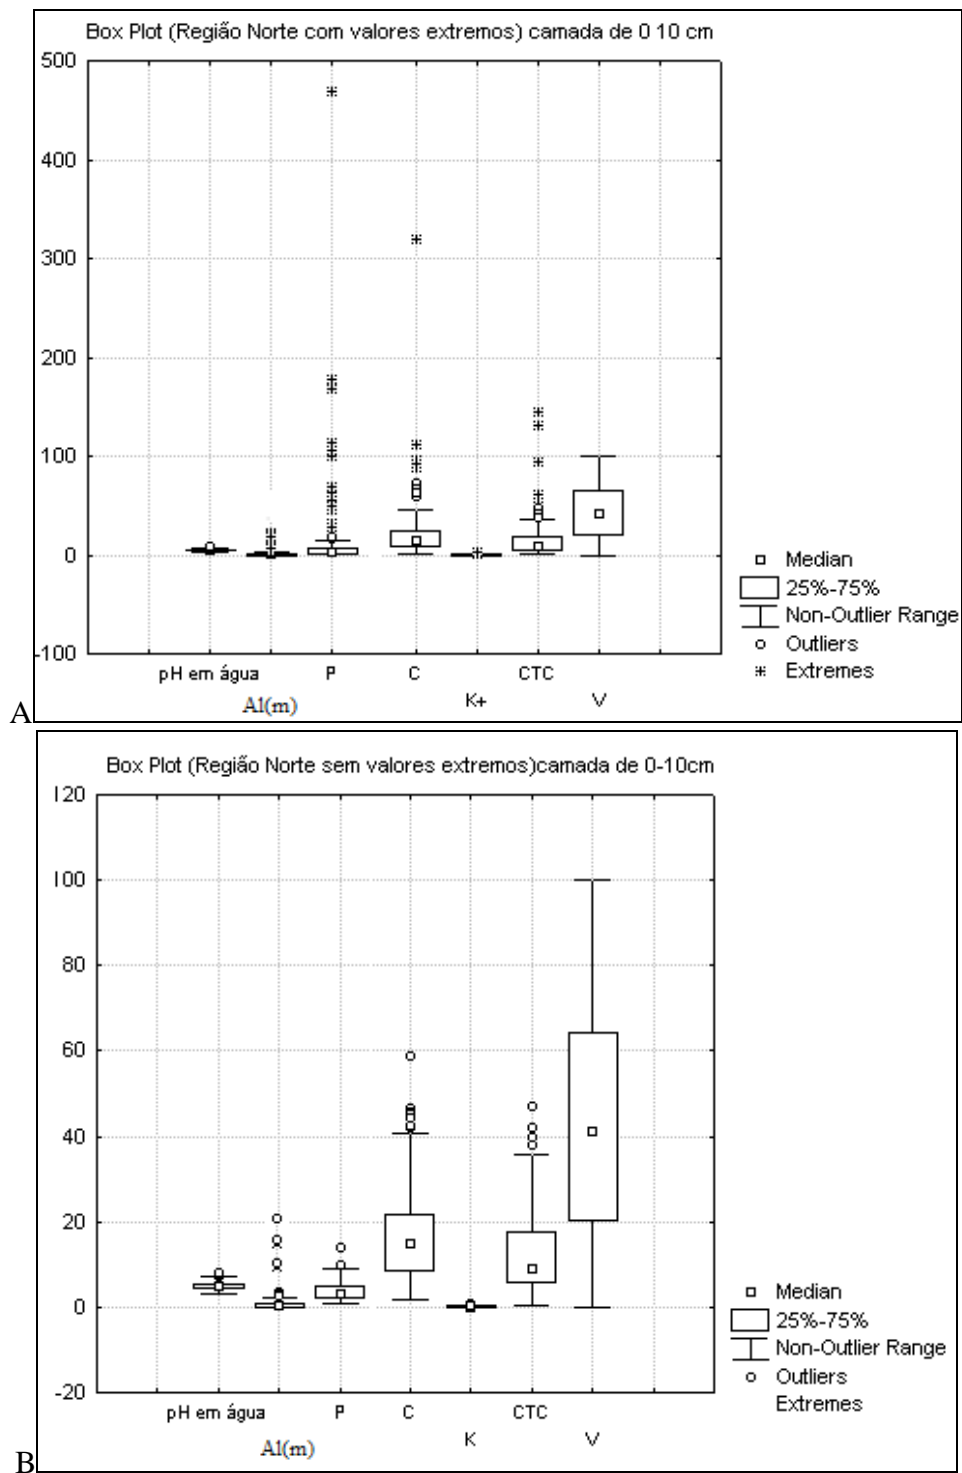 Box Plot (Região Norte com valores extremos) camada de 0 10 cm
500
400
300
200
100
0
-100
pH em água P C CTC
Al(m) K+ V
Median
25%-75%
Non-Outlier Range
Outliers
Extremes
A
Box Plot (Região Norte sem valores extremos)camada de 0-10cm
120
100
80
60
40
20
0
-20
pH em água P C CTC
Al(m) K V
Median
25%-75%
Non-Outlier Range
Outliers
Extremes
B